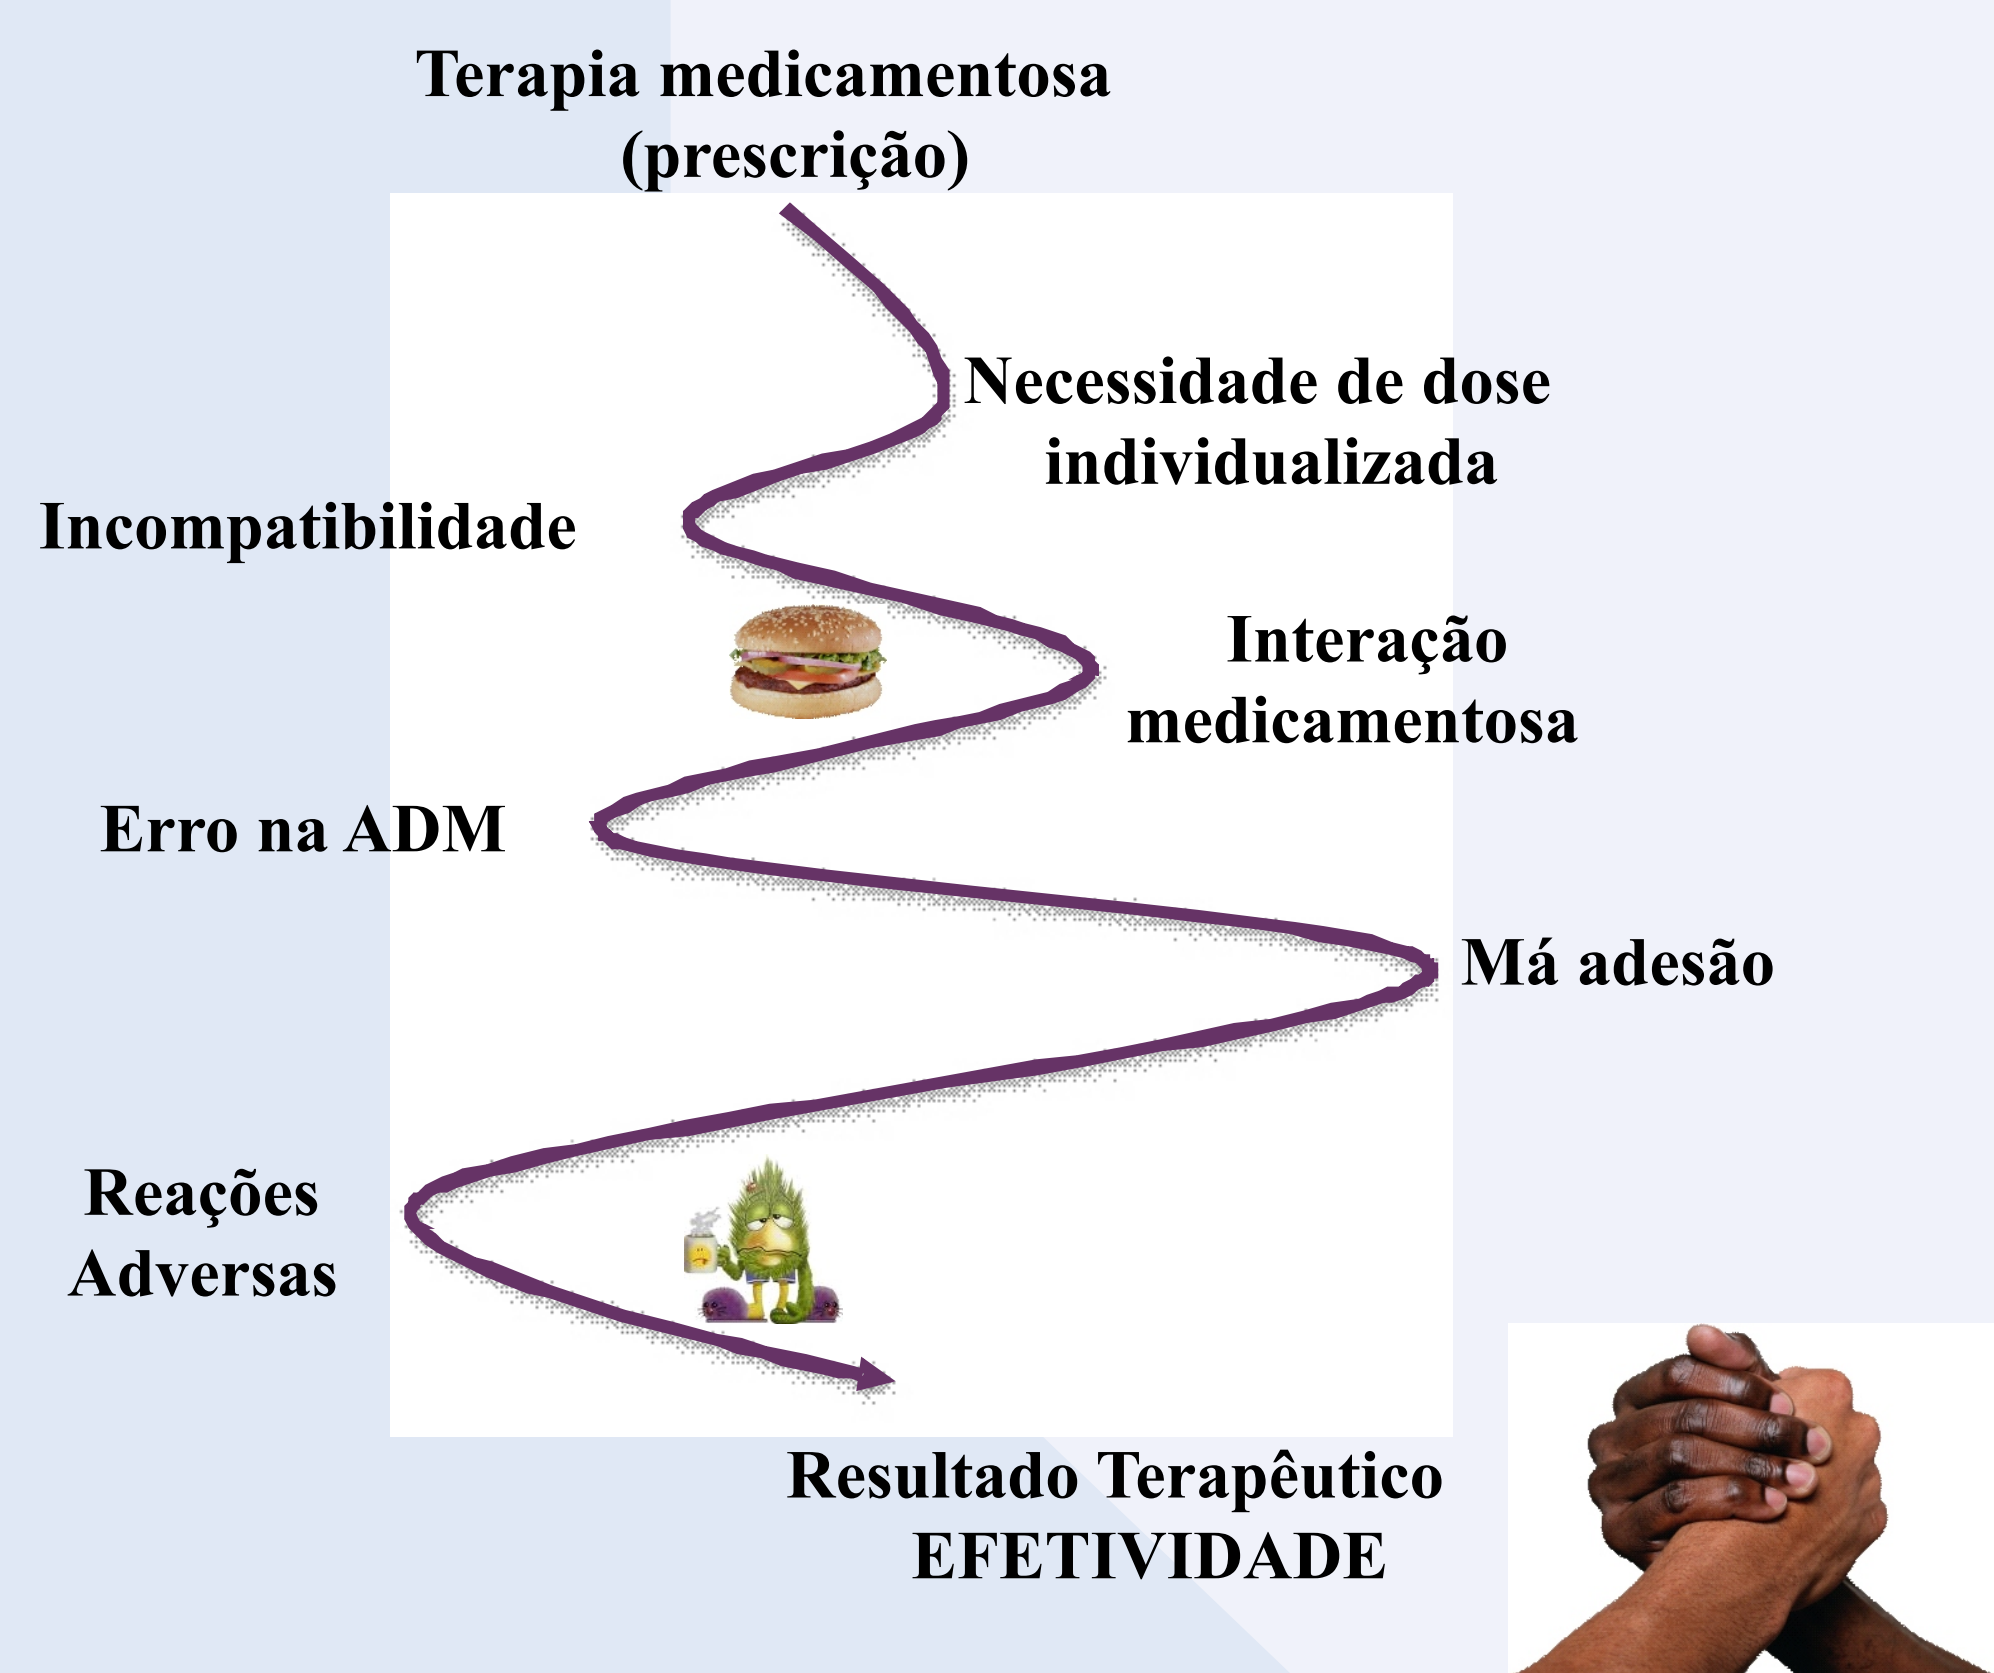 Terapia medicamentosa
(prescrição)
Necessidade de dose
individualizada
Incompatibilidade
Interação
medicamentosa
Erro na ADM
Má adesão
Reações
Adversas
Resultado Terapêutico
EFETIVIDADE